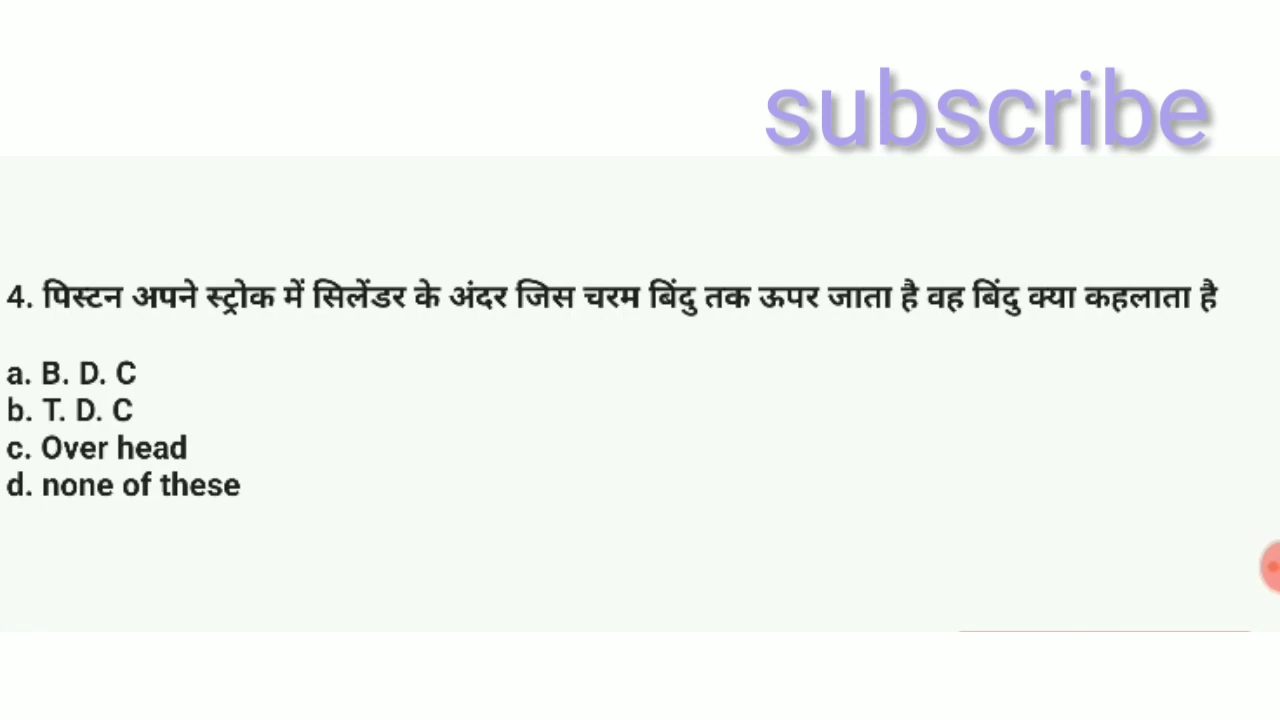 subscribe
4. पिस्टन अपने स्ट्रोक में सिलेंडर के अंदर जिस चरम बिंदु तक ऊपर जाता है वह बिंदु क्या कहलाता है
a. B. D. C
b. T. D. C
c. Over head
d. none of these